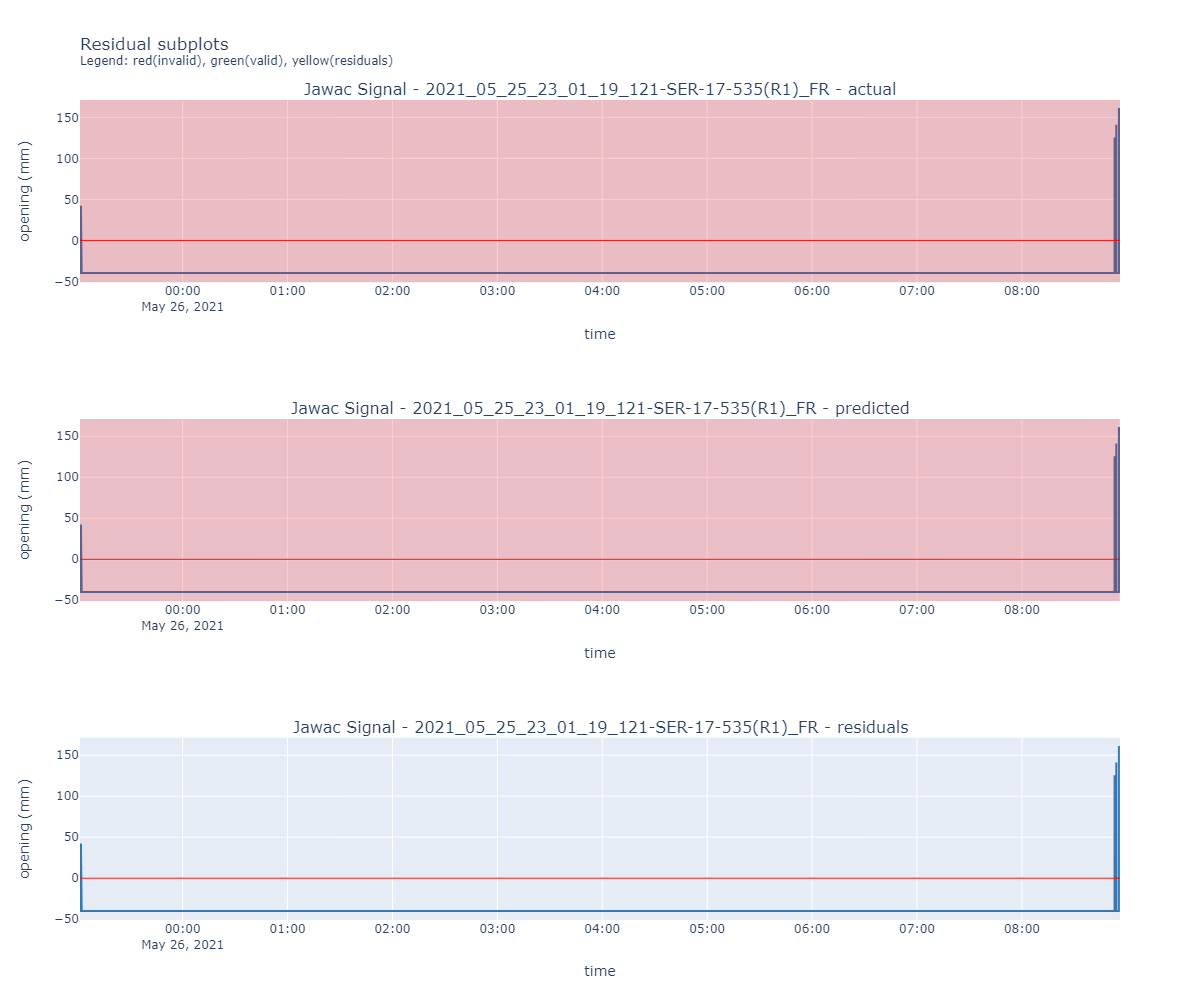 Residual subplots
Legend: red(invalid), green(valid), yellow(residuals)
Jawac Signal - 2021_05_25_23_01_19_121-SER-17-535(R1)_FR - actual
150
100
50
0
−50
opening (mm)
00:00 01:00 02:00 03:00 04:00 05:00 06:00 07:00 08:00
May 26, 2021
time
Jawac Signal - 2021_05_25_23_01_19_121-SER-17-535(R1)_FR - predicted
150
100
50
0
−50
opening (mm)
00:00 01:00 02:00 03:00 04:00 05:00 06:00 07:00 08:00
May 26, 2021
time
Jawac Signal - 2021_05_25_23_01_19_121-SER-17-535(R1)_FR - residuals
150
100
50
0
−50
opening (mm)
00:00 01:00 02:00 03:00 04:00 05:00 06:00 07:00 08:00
May 26, 2021
time